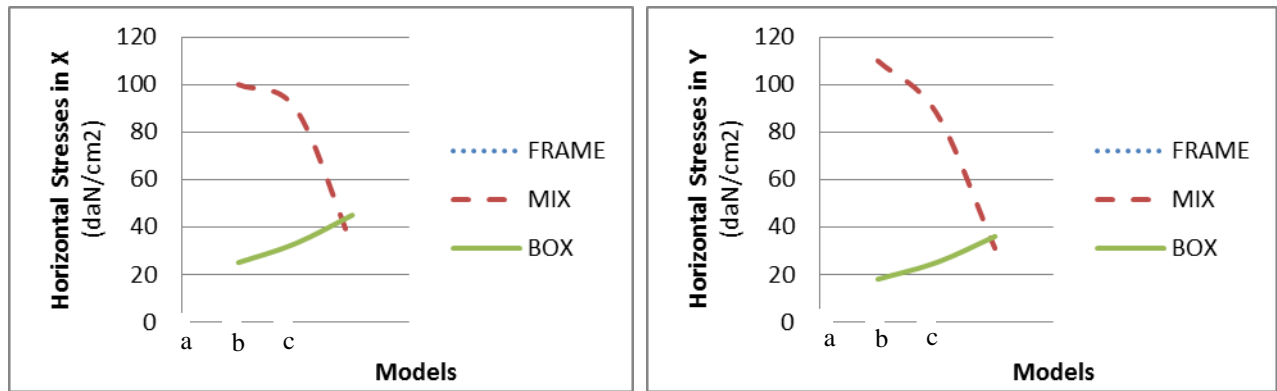 Horizontal Stresses in X
(daN/cm2)
120
100
80
60
40
20
0
a b c
Models
FRAME
MIX
BOX
Horizontal Stresses in Y
(daN/cm2)
120
100
80
60
40
20
0
a b c
Models
FRAME
MIX
BOX